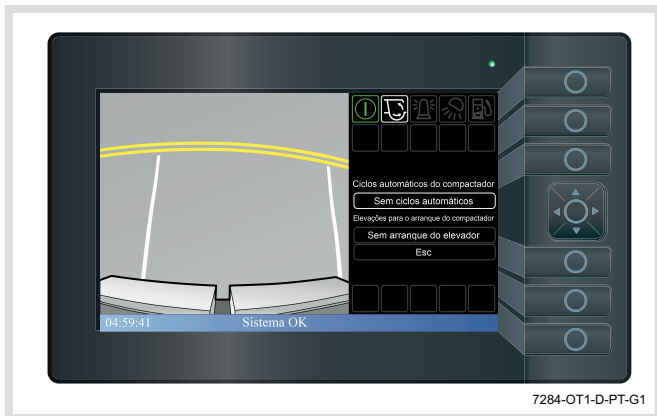 Ciclos automáticos do compactador
Sem ciclos automáticos
Elevações para o arranque do compactador
Sem arranque do elevador
Esc
04:59:41 Sistema OK
7284-OT1-D-PT-G1